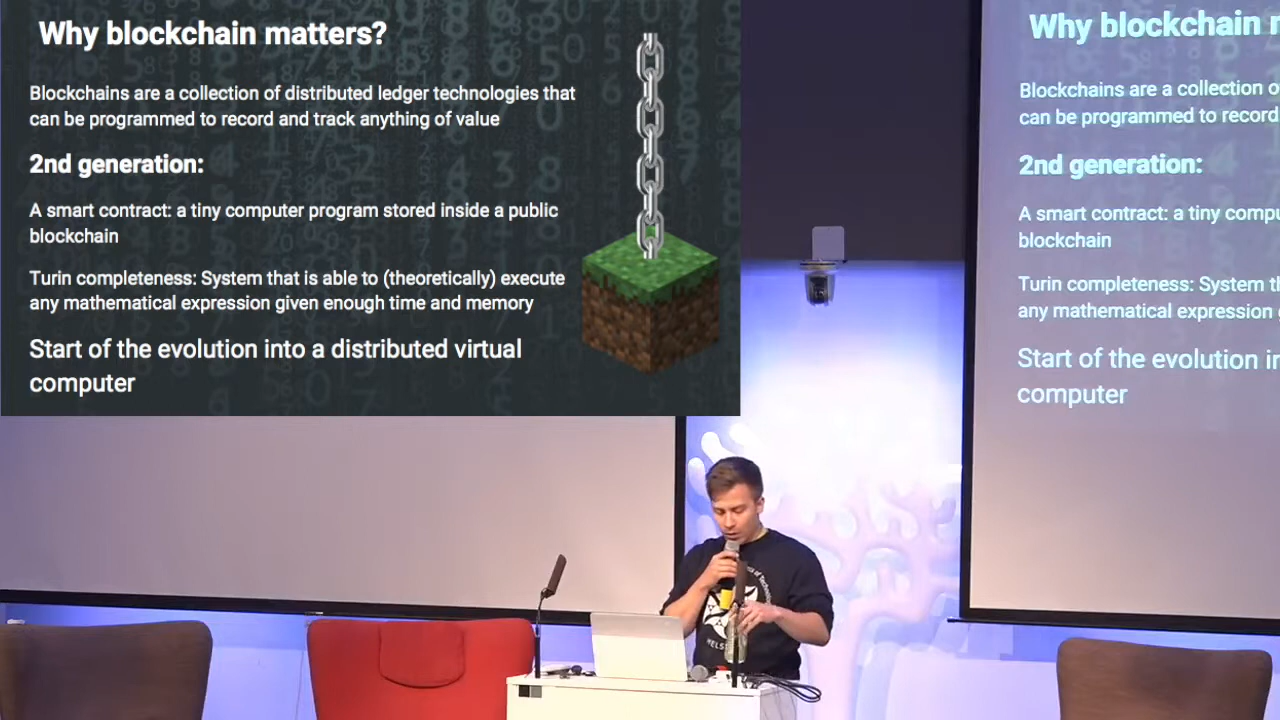 Why blockchain matters?
Blockchains are a collection of distributed ledger technologies that
can be programmed to record and track anything of value
2nd generation:
A smart contract: a tiny computer program stored inside a public
blockchain
Turin completeness: System that is able to (theoretically) execute
any mathematical expression given enough time and memory
Start of the evolution into a distributed virtual
computer
Why blockchain
Blockchains are a collection
can be programmed to record
2nd generation:
A smart contract: a tiny
blockchain
Turin completeness: System
any mathematical expression
Start of the evolution
computer
of Technology
HELS